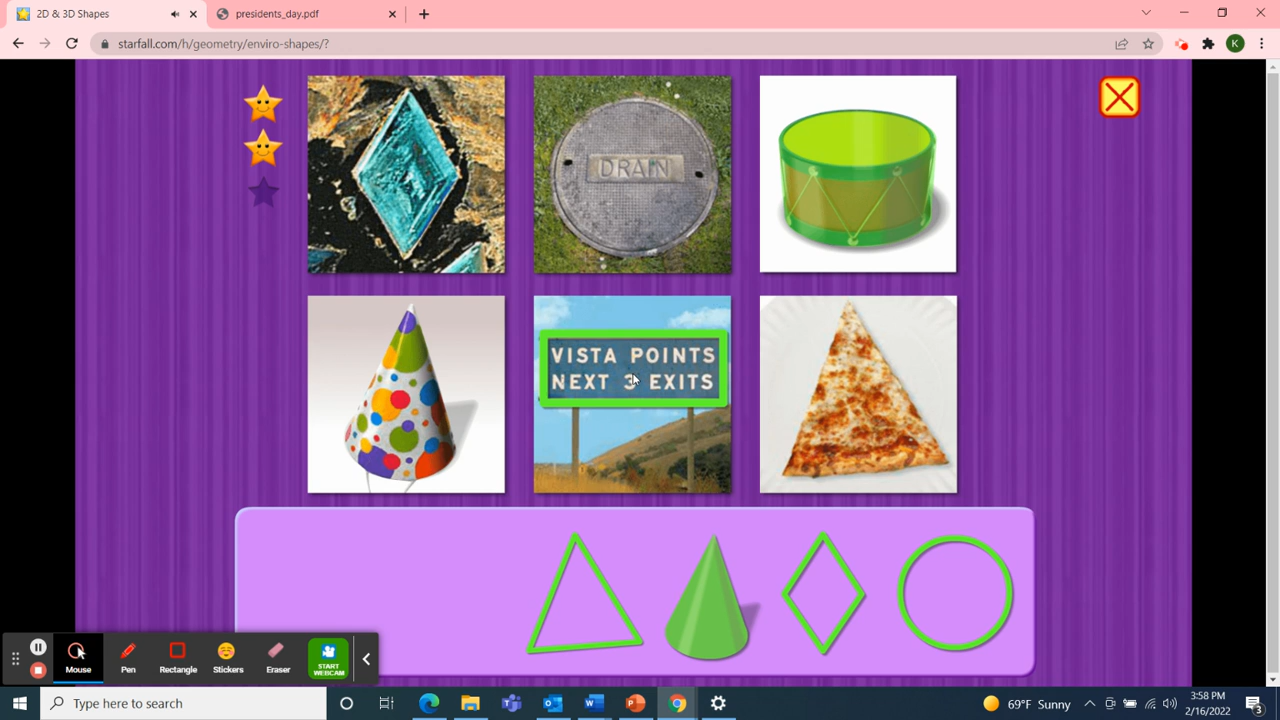 2D & 3D Shapes
presidents_day.pdf
starfall.com/h/geometry/enviro-shapes/?
K
DRAIN
VISTA POINTS
NEXT 3 EXITS
Mouse
Pen
Rectangle
Stickers
Eraser
START
WEBCAM
Type here to search
69°F Sunny
3:58 PM
2/16/2022
3